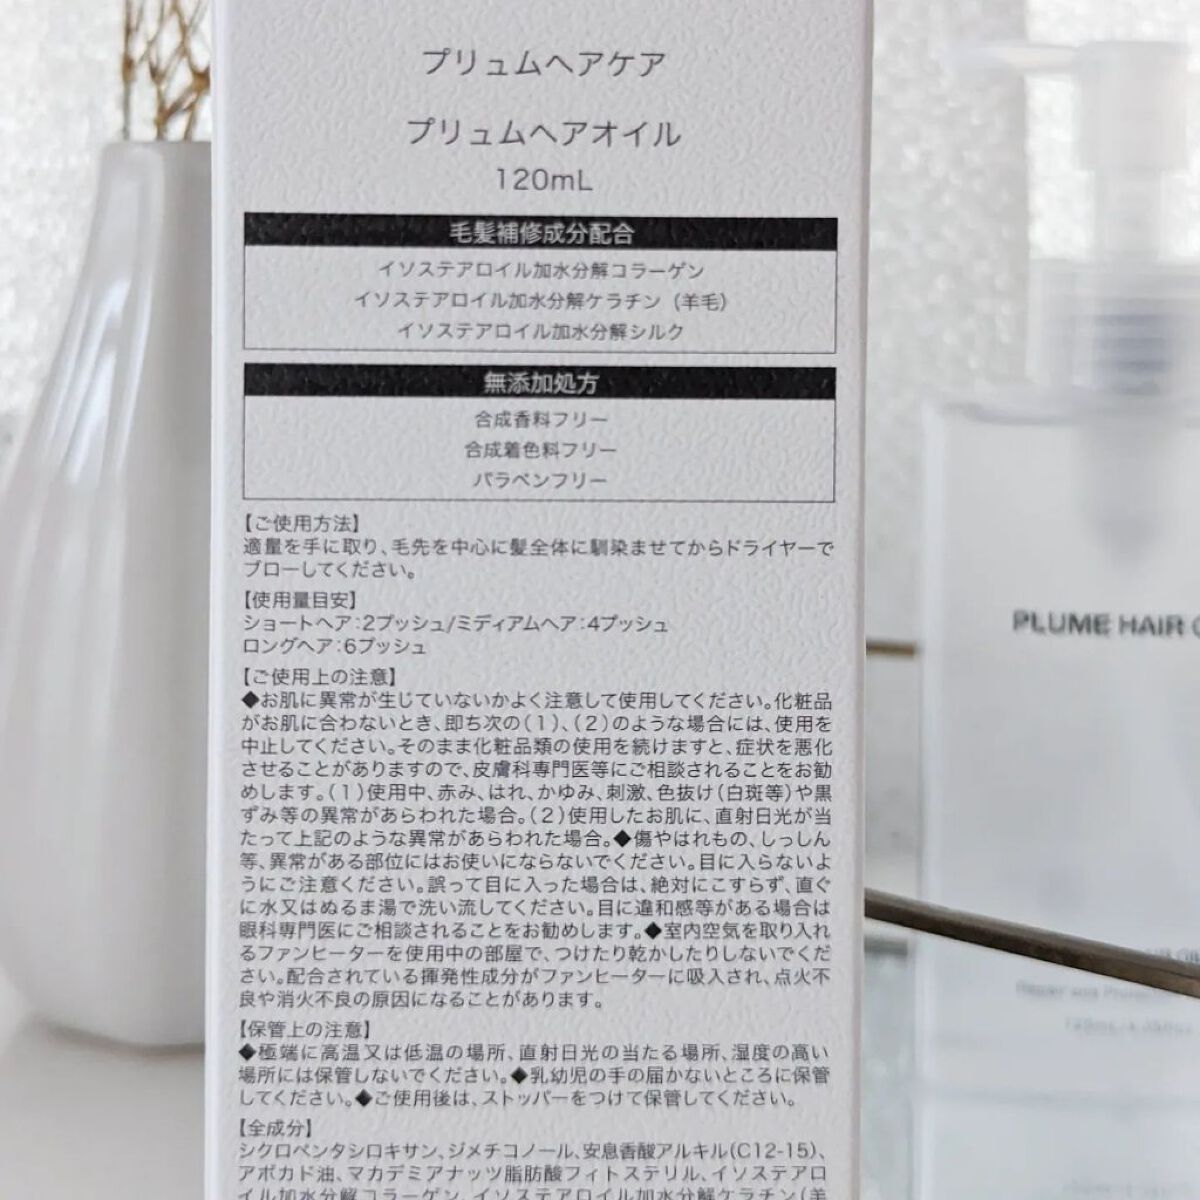 プリュムヘアケア
プリュムヘアオイル
120mL
毛髪補修成分配合
イソステアロイル加水分解コラーゲン
イソステアロイル加水分解ケラチン（羊毛）
イソステアロイル加水分解シルク
無添加処方
合成香料フリー
合成着色料フリー
パラベンフリー
【ご使用方法】
適量を手に取り、毛先を中心に髪全体に馴染ませてからドライヤーで
ブローしてください。
【使用量目安】
ショートヘア：2プッシュ/ミディアムヘア：4プッシュ
ロングヘア：6プッシュ
【ご使用上の注意】
◆お肌に異常が生じていないかよく注意して使用してください。化粧品
がお肌に合わないとき、即ち次の（1）、（2）のような場合には、使用を
中止してください。そのまま化粧品類の使用を続けますと、症状を悪化
させることがありますので、皮膚科専門医等にご相談されることをお勧
めします。（1）使用中、赤み、はれ、かゆみ、刺激、色抜け（白斑等）や黒
ずみ等の異常があらわれた場合。（2）使用したお肌に、直射日光が当
たって上記のような異常があらわれた場合。◆傷やはれもの、しっしん
等、異常がある部位にはお使いにならないでください。目に入らないよ
うにご注意ください。誤って目に入った場合は、絶対にこすらず、直ぐ
に水又はぬるま湯で洗い流してください。目に違和感等がある場合は
眼科専門医にご相談されることをお勧めします。◆室内空気を取り入れ
るファンヒーターを使用中の部屋で、つけたり乾かしたりしないでくだ
さい。配合されている揮発性成分がファンヒーターに吸入され、点火不
良や消火不良の原因になることがあります。
【保管上の注意】
◆極端に高温又は低温の場所、直射日光の当たる場所、湿度の高い
場所には保管しないでください。◆乳幼児の手の届かないところに保管
してください。◆ご使用後は、ストッパーをつけて保管してください。
【全成分】
シクロペンタシロキサン、ジメチコノール、安息香酸アルキル(C12-15)、
アボカド油、マカデミアナッツ脂肪酸フィトステリル、イソステアロ
イル加水分解コラーゲン、イソステアロイル加水分解ケラチン（羊
PLUME HAIR